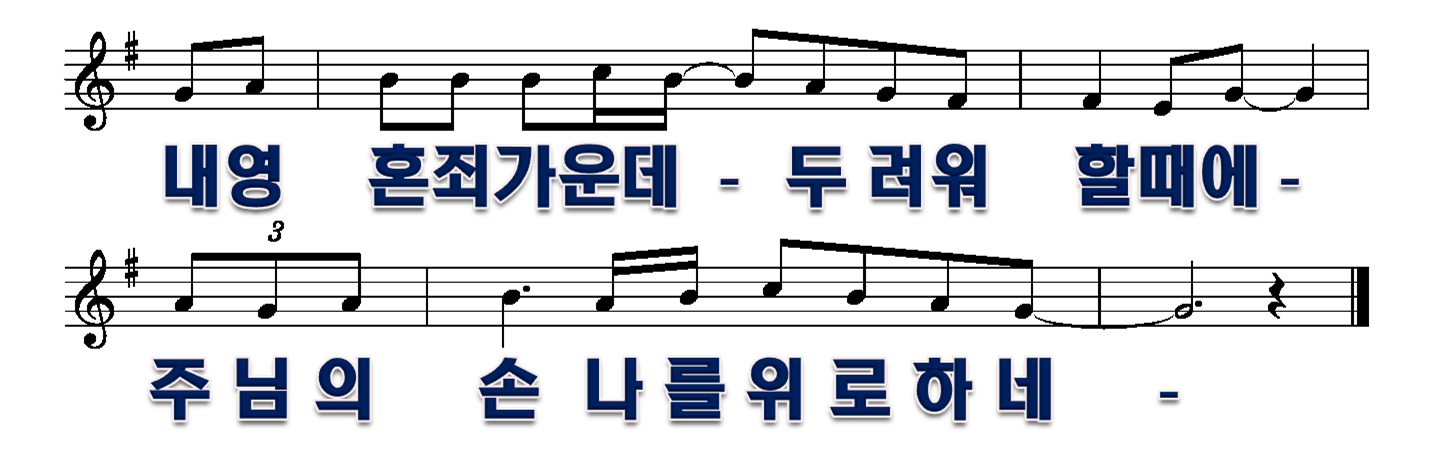 내영 혼죄가운데 - 두 려워 할때에 -
3
주 님 의 손 나 를 위 로 하 네 -